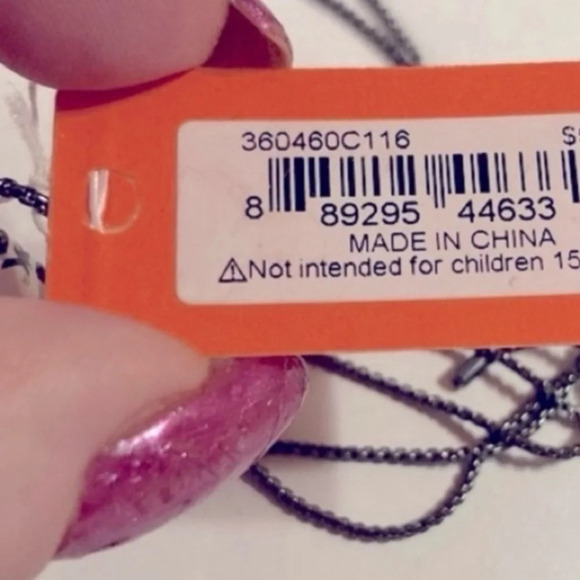 360460C116 $
8 89295 44633
MADE IN CHINA
⚠Not intended for children 15